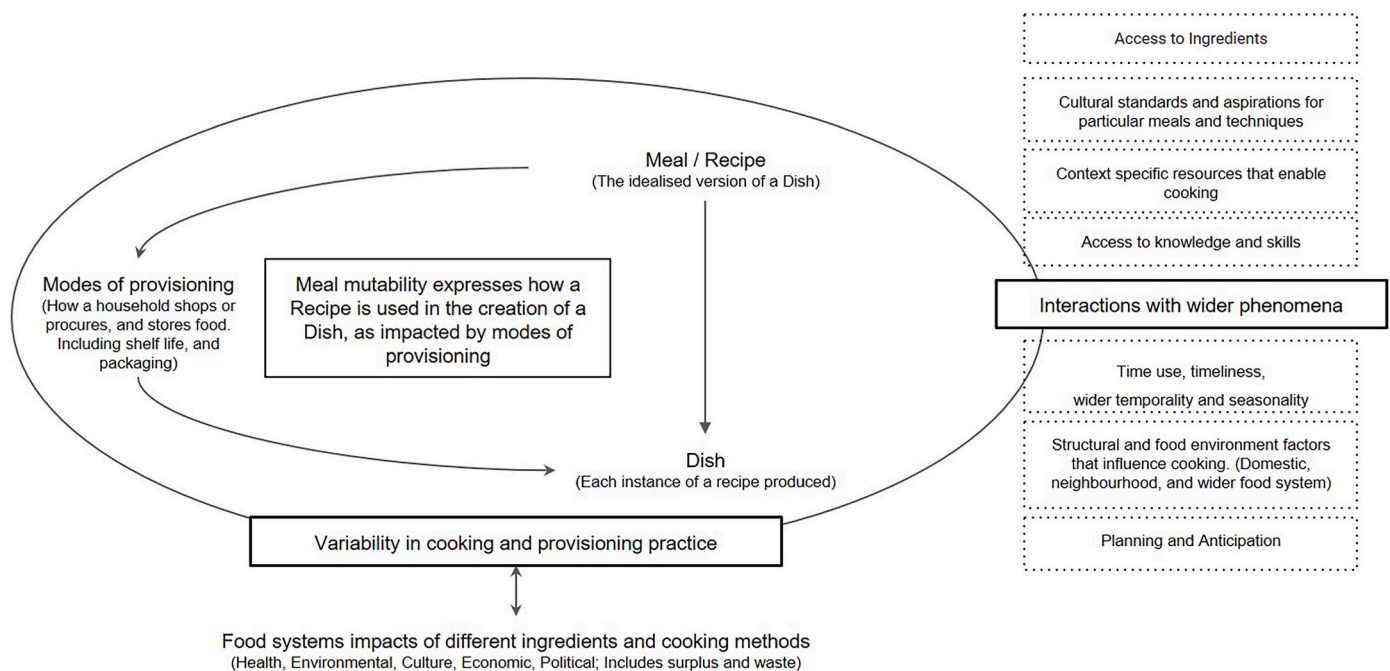 Access to Ingredients
Cultural standards and aspirations for
particular meals and techniques
Context specific resources that enable
cooking
Access to knowledge and skills
Interactions with wider phenomena
Time use, timeliness,
wider temporality and seasonality
Structural and food environment factors
that influence cooking. (Domestic,
neighbourhood, and wider food system)
Planning and Anticipation
Meal / Recipe
(The idealised version of a Dish)
Modes of provisioning
(How a household shops or
procures, and stores food.
Including shelf life, and
packaging)
Meal mutability expresses how a
Recipe is used in the creation of a
Dish, as impacted by modes of
provisioning
Dish
(Each instance of a recipe produced)
Variability in cooking and provisioning practice
Food systems impacts of different ingredients and cooking methods
(Health, Environmental, Culture, Economic, Political; Includes surplus and waste)